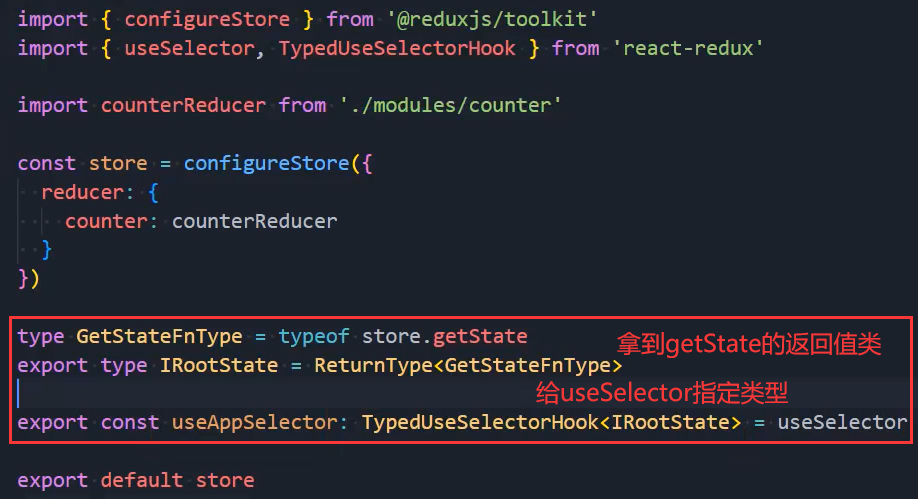 import { configureStore } from '@reduxjs/toolkit'
import { useSelector, TypedUseSelectorHook } from 'react-redux'
import counterReducer from './modules/counter'
const store = configureStore({
reducer: {
counter: counterReducer
}
})
type GetStateFnType = typeof store.getState
拿到getState的返回值类
export type IRootState = ReturnType<GetStateFnType>
给useSelector指定类型
export const useAppSelector: TypedUseSelectorHook<IRootState> = useSelector
export default store